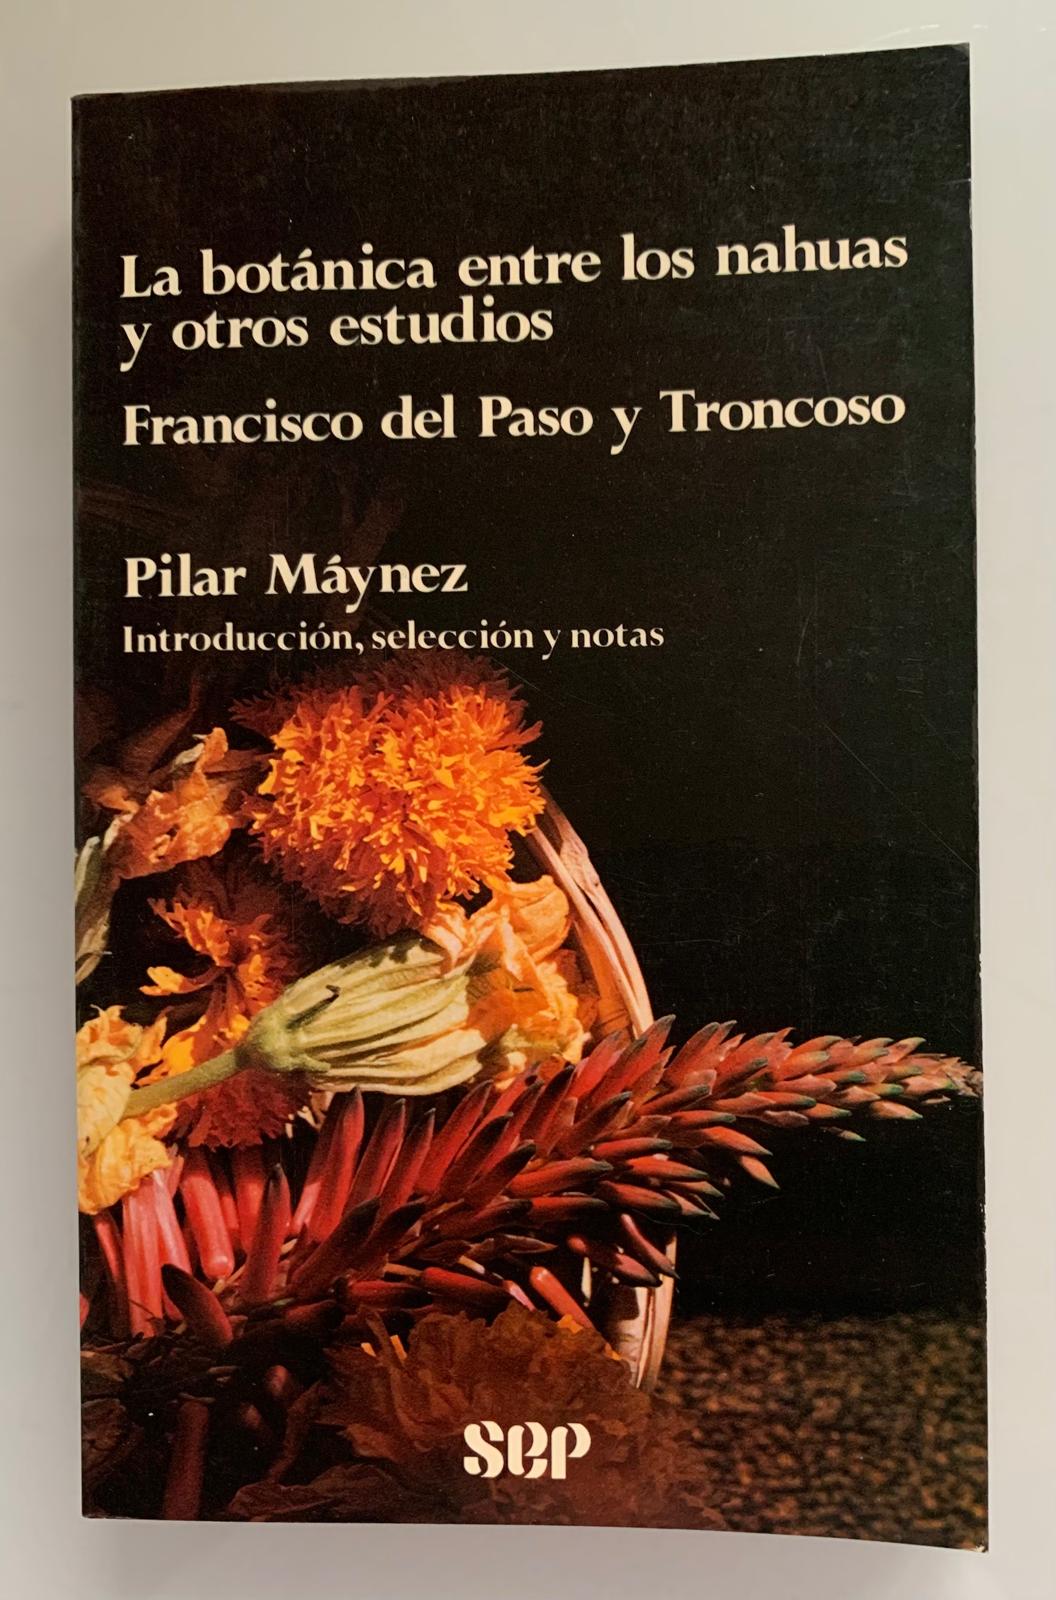 La botánica entre los nahuas
y otros estudios
Francisco del Paso y Troncoso
Pilar Máynez
Introducción, selección y notas
sep